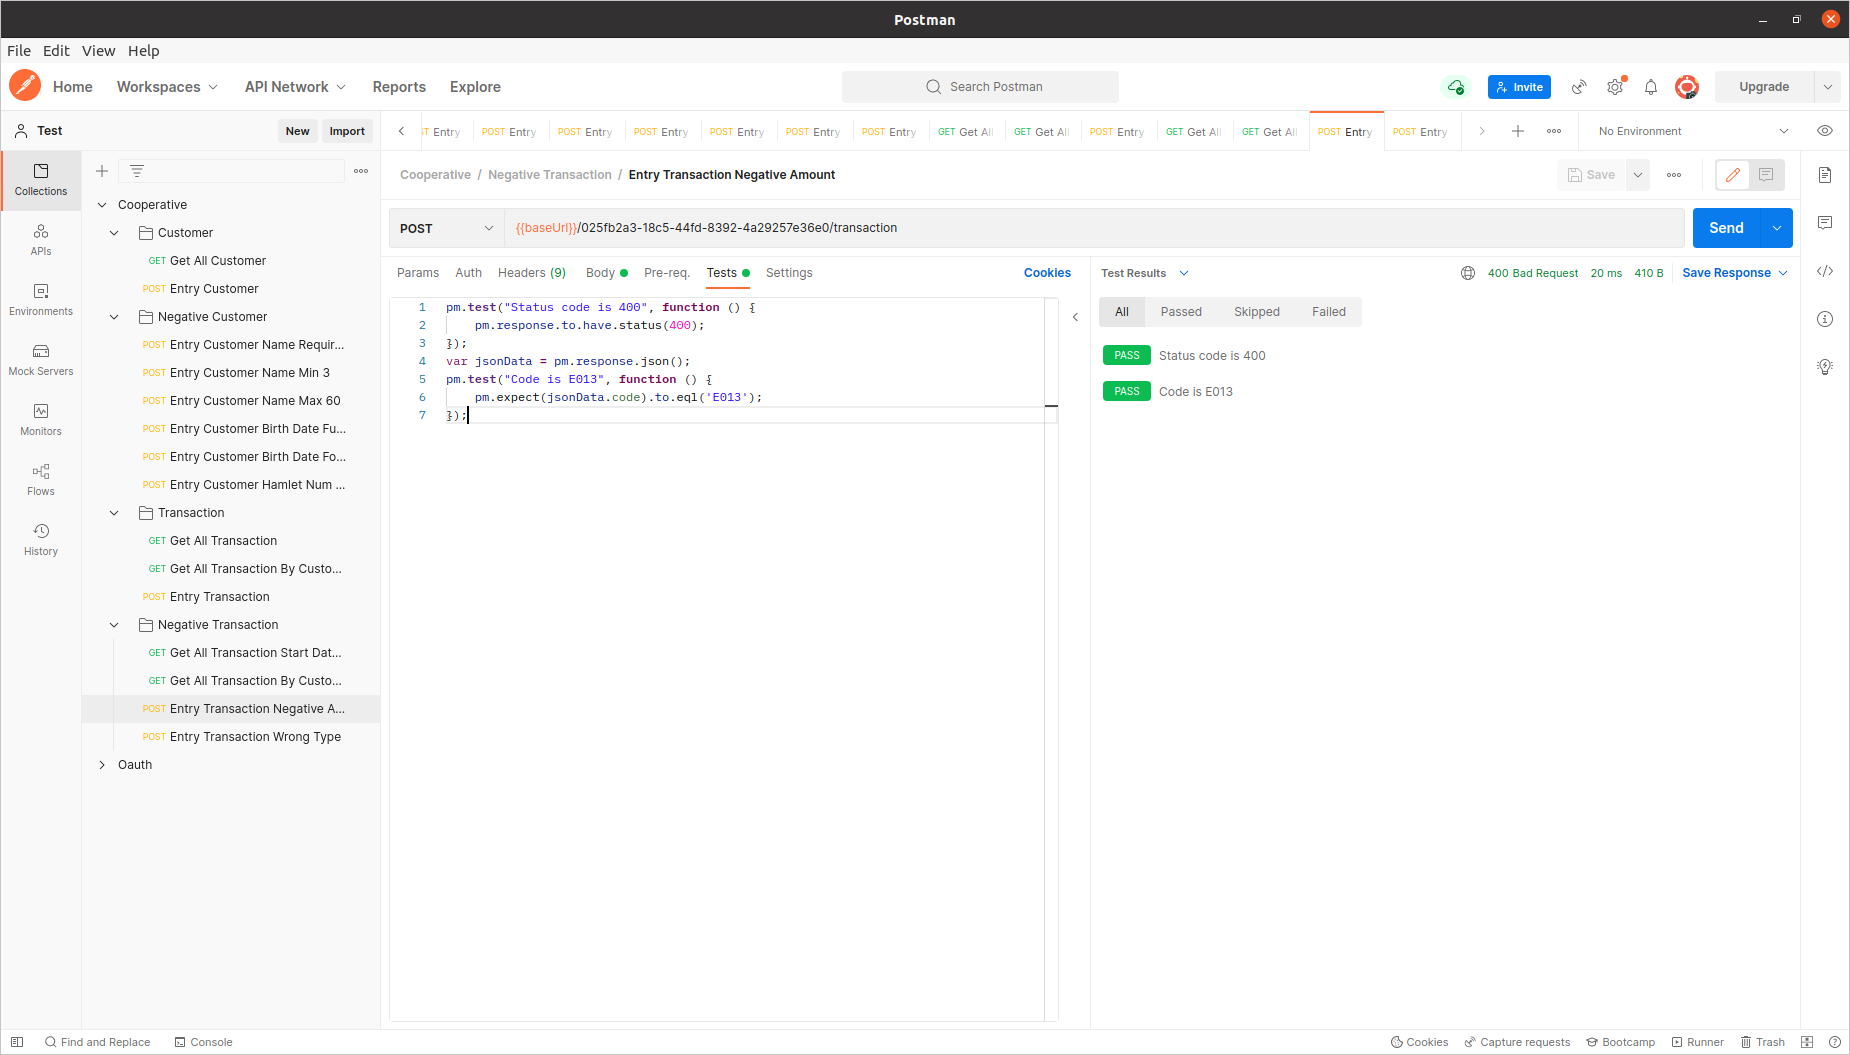 Postman
File Edit View Help
Home Workspaces API Network Reports Explore Search Postman Invite Upgrade
Test New Import
POST Entry POST Entry POST Entry POST Entry POST Entry POST Entry GET Get All GET Get All POST Entry GET Get All GET Get All POST Entry POST Entry No Environment
Collections
APIs
Environments
Mock Servers
Monitors
Flows
History
Cooperative
Customer
GET Get All Customer
POST Entry Customer
Negative Customer
POST Entry Customer Name Requir...
POST Entry Customer Name Min 3
POST Entry Customer Name Max 60
POST Entry Customer Birth Date Fu...
POST Entry Customer Birth Date Fo...
POST Entry Customer Hamlet Num ...
Transaction
GET Get All Transaction
GET Get All Transaction By Custo...
POST Entry Transaction
Negative Transaction
GET Get All Transaction Start Dat...
GET Get All Transaction By Custo...
POST Entry Transaction Negative A...
POST Entry Transaction Wrong Type
Oauth
Cooperative / Negative Transaction / Entry Transaction Negative Amount
Save
POST {{baseUrl}}/025fb2a3-18c5-44fd-8392-4a29257e36e0/transaction Send
Params Auth Headers (9) Body Pre-req. Tests Settings Cookies
1 pm.test("Status code is 400", function () {
2 pm.response.to.have.status(400);
3 });
4 var jsonData = pm.response.json();
5 pm.test("Code is E013", function () {
6 pm.expect(jsonData.code).to.eql('E013');
7 });
Test Results 400 Bad Request 20 ms 410 B Save Response
All Passed Skipped Failed
PASS Status code is 400
PASS Code is E013
Find and Replace Console Cookies Capture requests Bootcamp Runner Trash